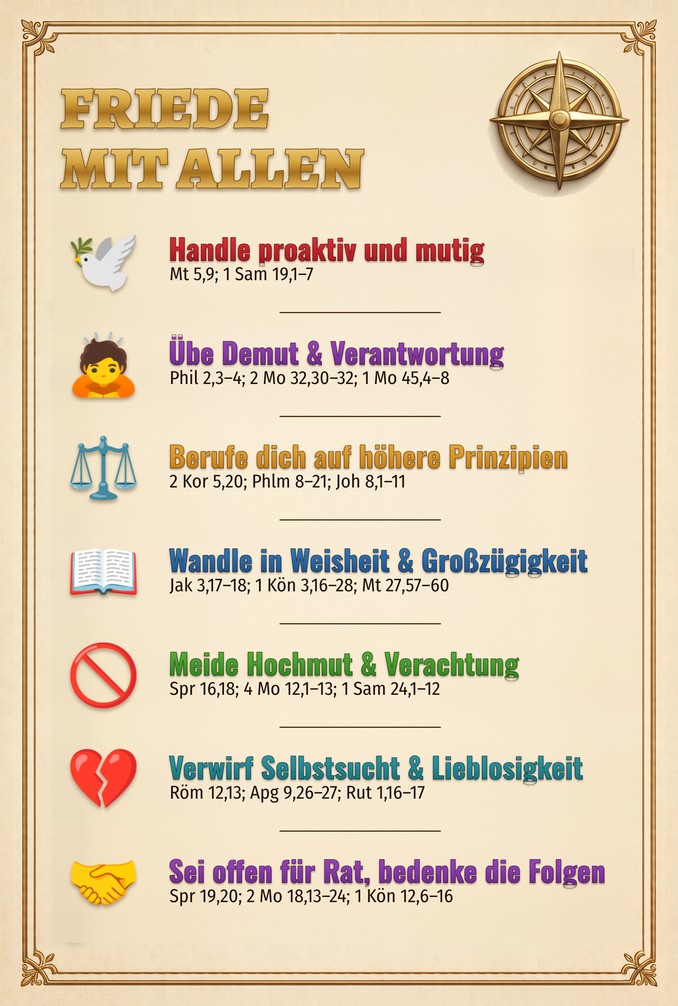 FRIEDE
MIT ALLEN
Handle proaktiv und mutig
Mt 5,9; 1 Sam 19,1–7
Übe Demut & Verantwortung
Phil 2,3–4; 2 Mo 32,30–32; 1 Mo 45,4–8
Berufe dich auf höhere Prinzipien
2 Kor 5,20; Phlm 8–21; Joh 8,1–11
Wandle in Weisheit & Großzügigkeit
Jak 3,17–18; 1 Kön 3,16–28; Mt 27,57–60
Meide Hochmut & Verachtung
Spr 16,18; 4 Mo 12,1–13; 1 Sam 24,1–12
Verwirf Selbstsucht & Lieblosigkeit
Röm 12,13; Apg 9,26–27; Rut 1,16–17
Sei offen für Rat, bedenke die Folgen
Spr 19,20; 2 Mo 18,13–24; 1 Kön 12,6–16